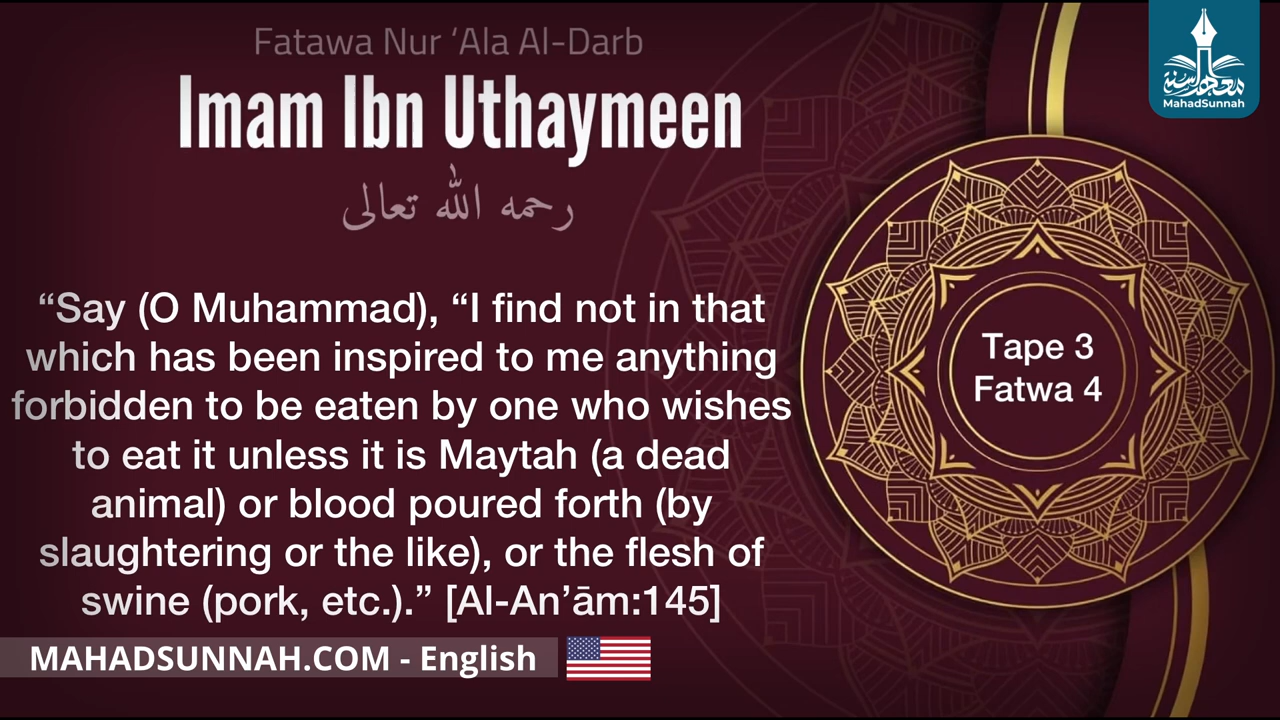 Fatawa Nur ‘Ala Al-Darb
Imam Ibn Uthaymeen
رحمه الله تعالى
“Say (O Muhammad), “I find not in that
which has been inspired to me anything
forbidden to be eaten by one who wishes
to eat it unless it is Maytah (a dead
animal) or blood poured forth (by
slaughtering or the like), or the flesh of
swine (pork, etc.).” [Al-An’ām:145]
MAHADSUNNAH.COM - English
Tape 3
Fatwa 4
معهد السنة
MahadSunnah